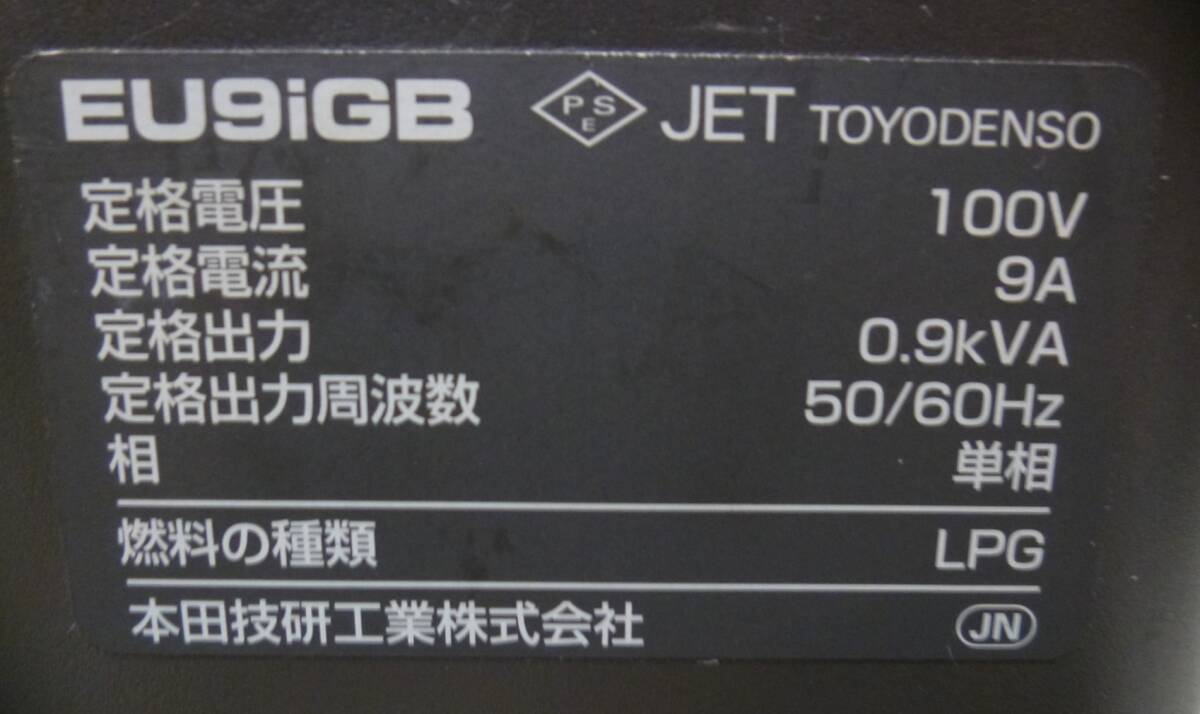 EU9iGB PSE JET TOYODENSO
定格電圧 100V
定格電流 9A
定格出力 0.9kVA
定格出力周波数 50/60Hz
相 単相
燃料の種類 LPG
本田技研工業株式会社 JN